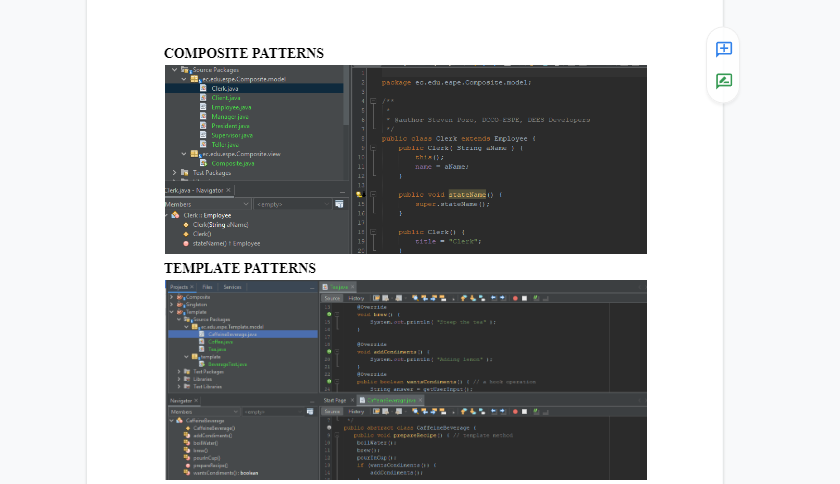 COMPOSITE PATTERNS
Source Packages
ec.edu.espe.Composite.model
Clerk.java
Client.java
Employee.java
Manager.java
President.java
Supervisor.java
Teller.java
ec.edu.espe.Composite.view
Composite.java
Test Packages
Clerk.java - Navigator ×
Members
<empty>
Clerk :: Employee
Clerk(String aName)
Clerk()
stateName() ↑ Employee
package ec.edu.espe.Composite.model;
/**
*
* @author Steven Pozo, DCCO-ESPE, DEES Developers
*/
public class Clerk extends Employee {
public Clerk( String aName ) {
this();
name = aName;
}
public void stateName() {
super.stateName();
}
public Clerk() {
title = "Clerk";
}
TEMPLATE PATTERNS
Projects × Files Services
Composite
Singleton
Template
Source Packages
ec.edu.espe.Template.model
CaffeineBeverage.java
Coffee.java
Tea.java
template
BeverageTest.java
Test Packages
Libraries
Test Libraries
Navigator ×
Members
<empty>
CaffeineBeverage
CaffeineBeverage()
addCondiments()
boilWater()
brew()
pourInCup()
prepareRecipe()
wantsCondiments() : boolean
Tea.java ×
Source History
@Override
void brew() {
System.out.println( "Steep the tea" );
}
@Override
void addCondiments() {
System.out.println( "Adding lemon" );
}
@Override
public boolean wantsCondiments() { // a hook operation
String answer = getUserInput();
Start Page × CaffeineBeverage.java ×
Source History
*/
public abstract class CaffeineBeverage {
public void prepareRecipe() { // template method
boilWater();
brew();
pourInCup();
if (wantsCondiments()) {
addCondiments();